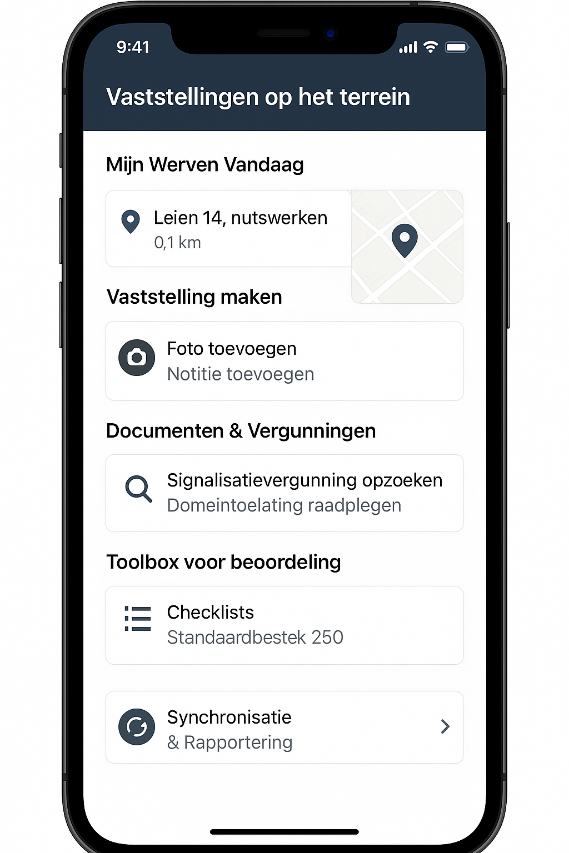 9:41
Vaststellingen op het terrein
Mijn Werven Vandaag
Leien 14, nutswerken
0,1 km
Vaststelling maken
Foto toevoegen
Notitie toevoegen
Documenten & Vergunningen
Signalisatievergunning opzoeken
Domeintoelating raadplegen
Toolbox voor beoordeling
Checklists
Standaardbestek 250
Synchronisatie
& Rapportering